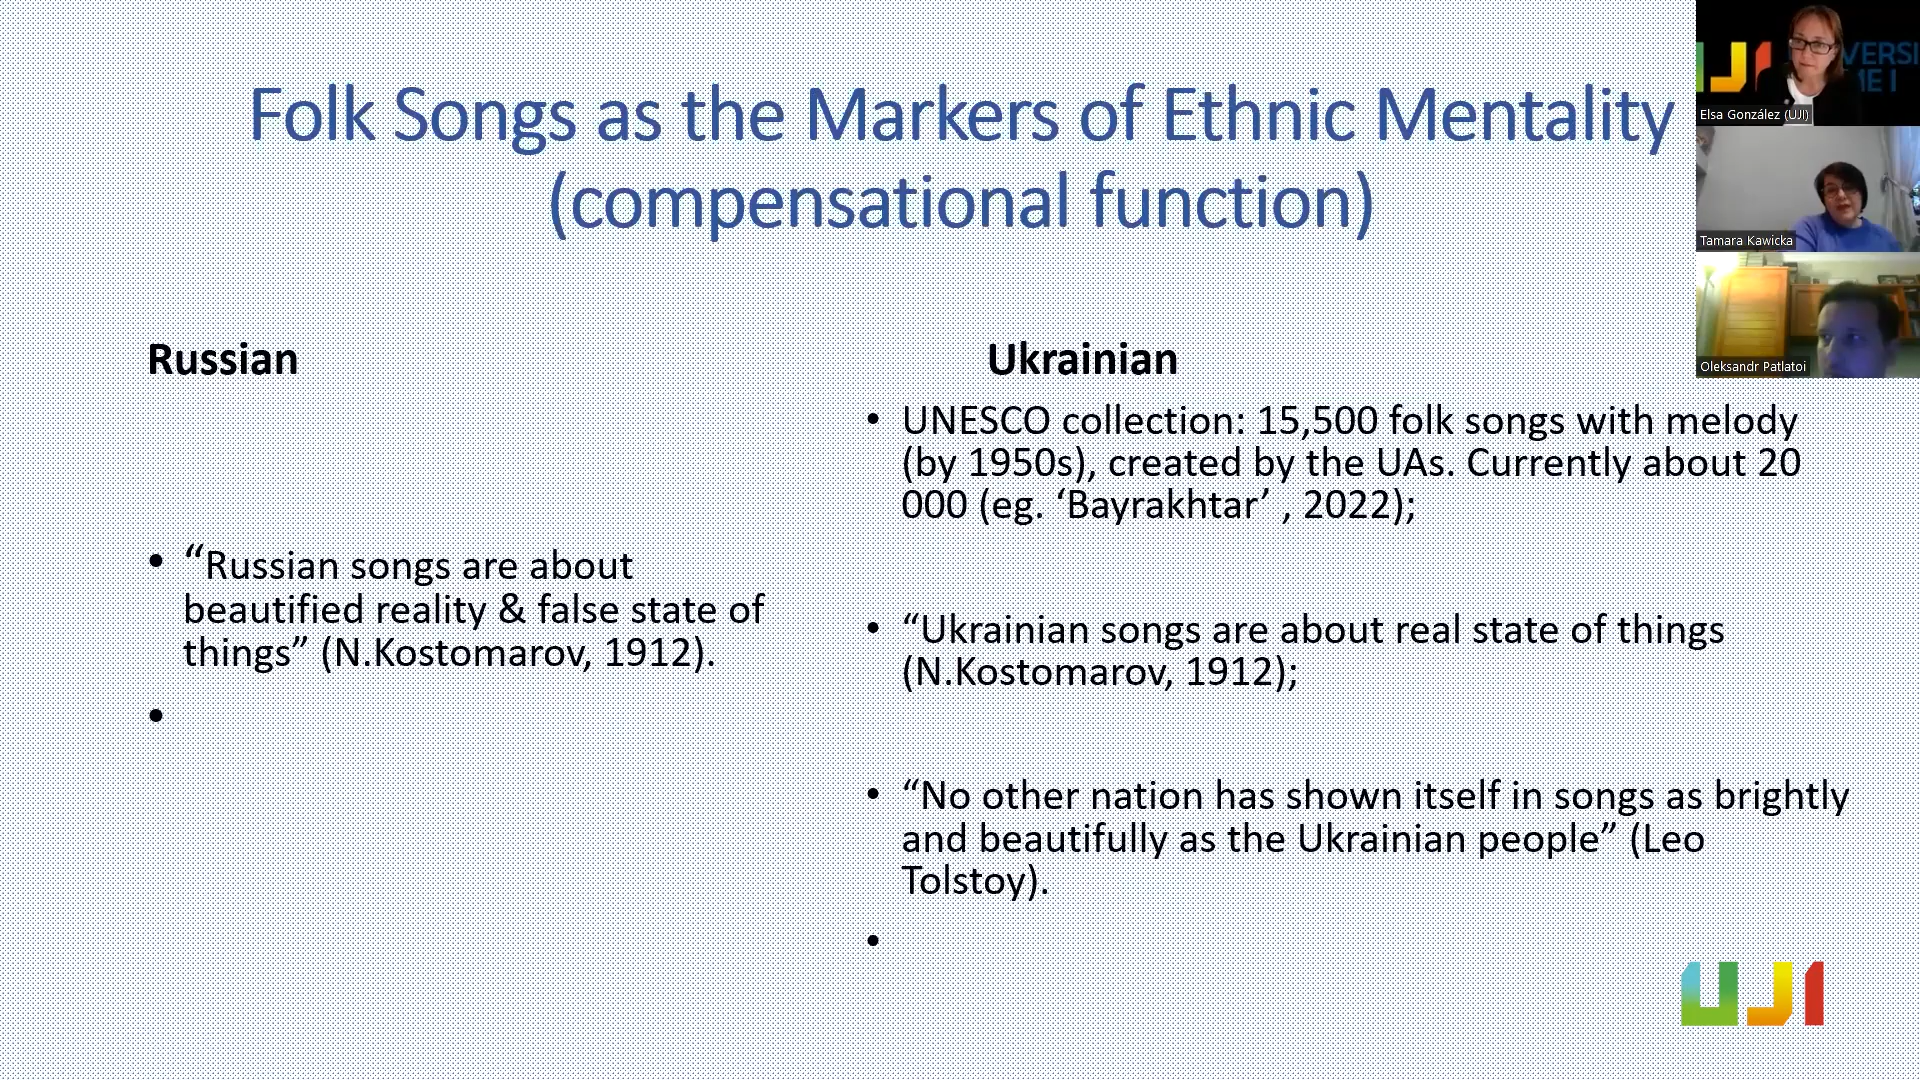 Folk Songs as the Markers of Ethnic Mentality
(compensational function)
Russian
• “Russian songs are about
beautified reality & false state of
things” (N.Kostomarov, 1912).
•
Ukrainian
• UNESCO collection: 15,500 folk songs with melody
(by 1950s), created by the UAs. Currently about 20
000 (eg. ‘Bayrakhtar’ , 2022);
• “Ukrainian songs are about real state of things
(N.Kostomarov, 1912);
• “No other nation has shown itself in songs as brightly
and beautifully as the Ukrainian people” (Leo
Tolstoy).
•
UJI
VERSI
ME I
Elsa González (UJI)
Tamara Kawicka
Oleksandr Patlatoi
UJI